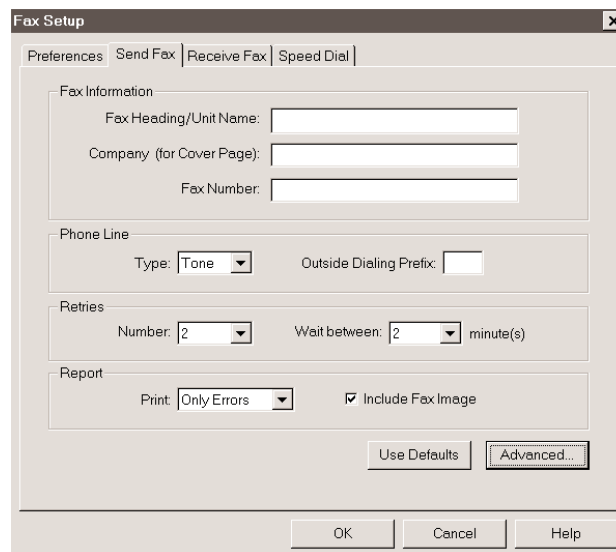 Fax Setup
Preferences Send Fax Receive Fax Speed Dial
Fax Information
Fax Heading/Unit Name:
Company (for Cover Page):
Fax Number:
Phone Line
Type: Tone Outside Dialing Prefix:
Retries
Number: 2 Wait between: 2 minute(s)
Report
Print: Only Errors Include Fax Image
Use Defaults Advanced...
OK Cancel Help